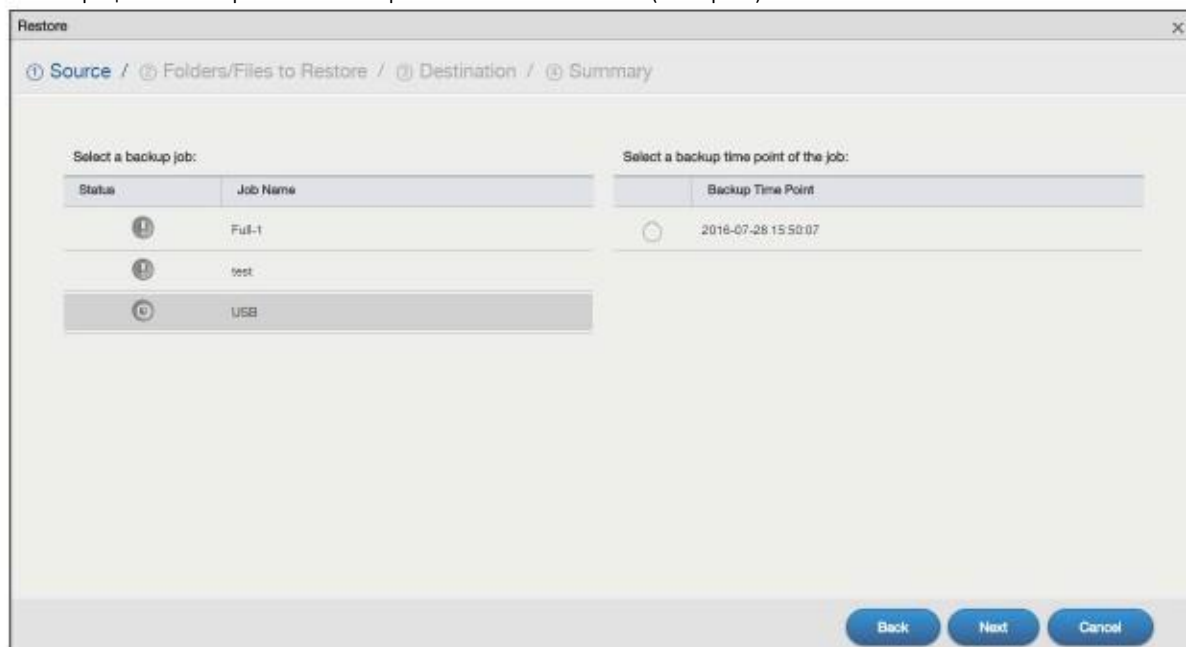 Restore
① Source / ② Folders/Files to Restore / ③ Destination / ④ Summary
Select a backup job:
Status Job Name
Full-1
test
USB
Select a backup time point of the job:
Backup Time Point
2016-07-28 15:50:07
Back Next Cancel